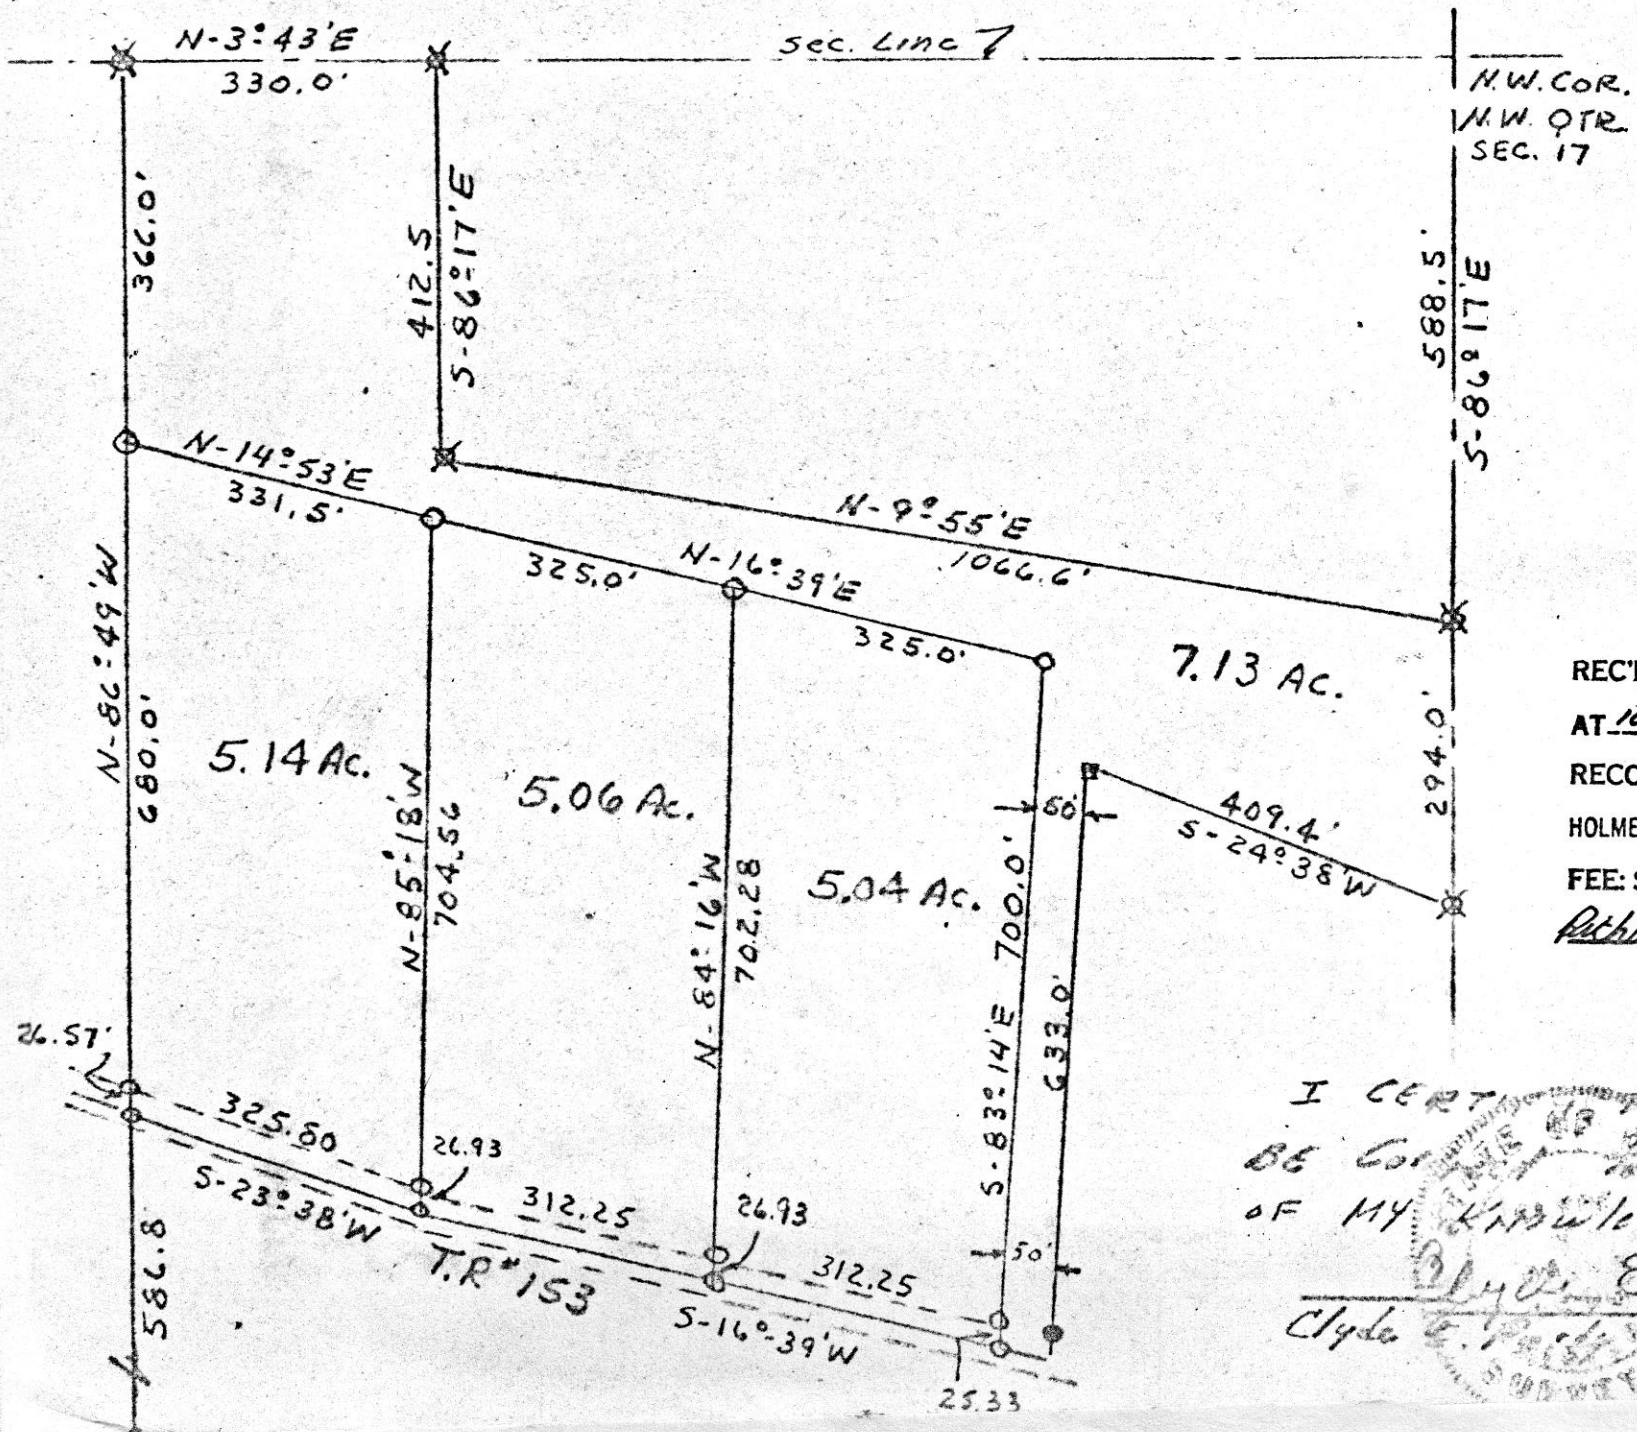 N-3°43'E
330.0'
sec. Line
N.W. COR.
N.W. QTR.
SEC. 17
366.0'
412.5
S-86°17'E
588.5'
S-86°17'E
N-14°53'E
331.5'
N-9°55'E
1066.6'
N-16°39'E
325.0'
325.0'
7.13 Ac.
294.0'
N-86°49'W
680.0'
5.14 Ac.
N-85°18'W
704.56
5.06 Ac.
N-84°16'W
702.28
5.04 Ac.
S-83°14'E 700.0'
50'
633.0'
409.4'
S-24°38'W
REC'
AT
RECO
HOLME
FEE:
26.57'
325.80
26.93
S-23°38'W
312.25
26.93
T.R #153
312.25
S-16°-39'W
50'
25.33
586.8
I CERT
BE Cor
OF MY Knowle
Clyde E.